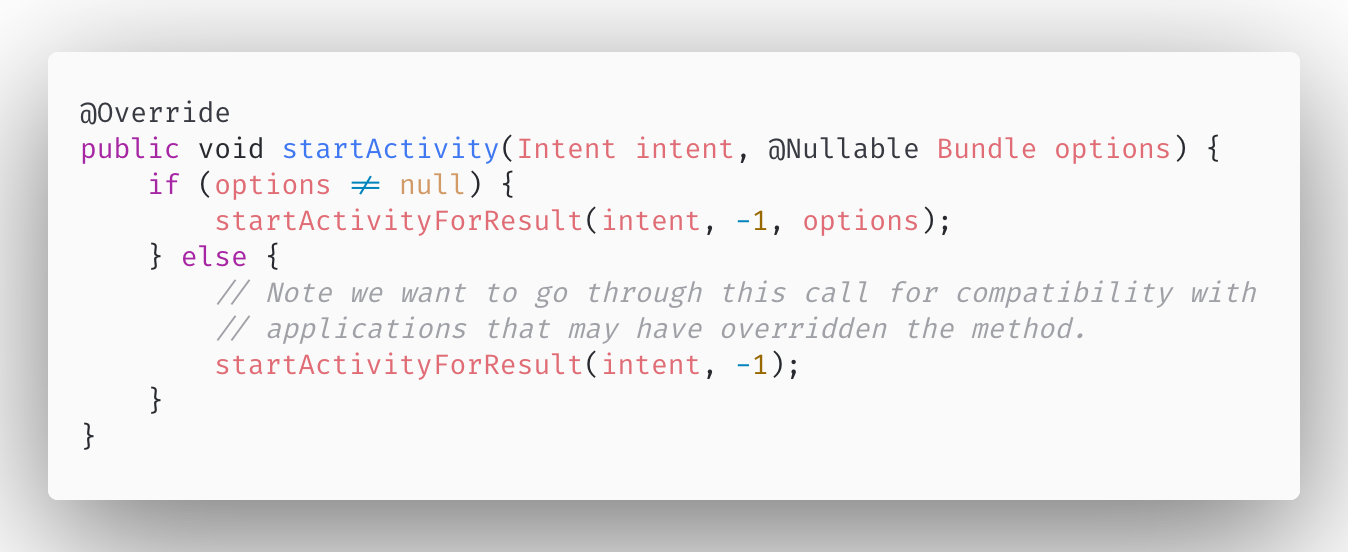 @Override
public void startActivity(Intent intent, @Nullable Bundle options) {
    if (options != null) {
        startActivityForResult(intent, -1, options);
    } else {
        // Note we want to go through this call for compatibility with
        // applications that may have overridden the method.
        startActivityForResult(intent, -1);
    }
}